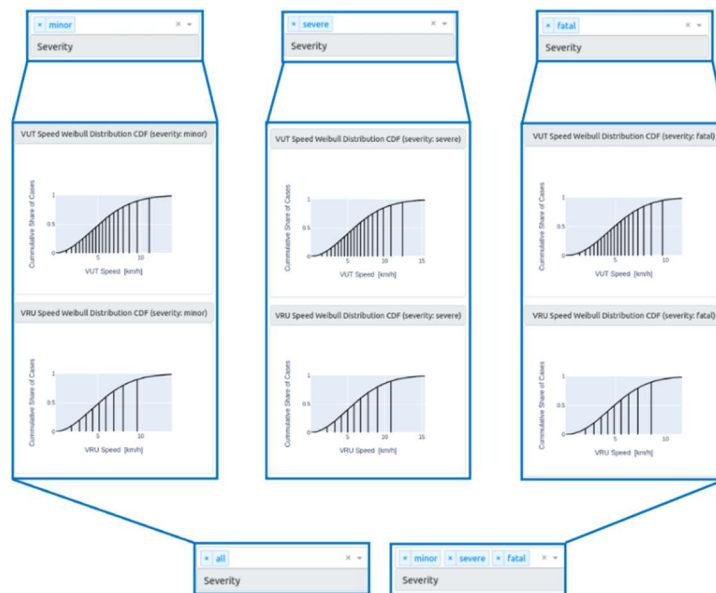 × minor × ▾
Severity
× severe × ▾
Severity
× fatal × ▾
Severity
VUT Speed Weibull Distribution CDF (severity: minor)
1
0.5
0
5 10
Cummulative Share of Cases
VUT Speed [km/h]
VRU Speed Weibull Distribution CDF (severity: minor)
1
0.5
0
5 10
Cummulative Share of Cases
VRU Speed [km/h]
VUT Speed Weibull Distribution CDF (severity: severe)
1
0.5
0
5 10 15
Cummulative Share of Cases
VUT Speed [km/h]
VRU Speed Weibull Distribution CDF (severity: severe)
1
0.5
0
5 10 15
Cummulative Share of Cases
VRU Speed [km/h]
VUT Speed Weibull Distribution CDF (severity: fatal)
1
0.5
0
5 10
Cummulative Share of Cases
VUT Speed [km/h]
VRU Speed Weibull Distribution CDF (severity: fatal)
1
0.5
0
5 10
Cummulative Share of Cases
VRU Speed [km/h]
× all × ▾
Severity
× minor × severe × fatal × ▾
Severity